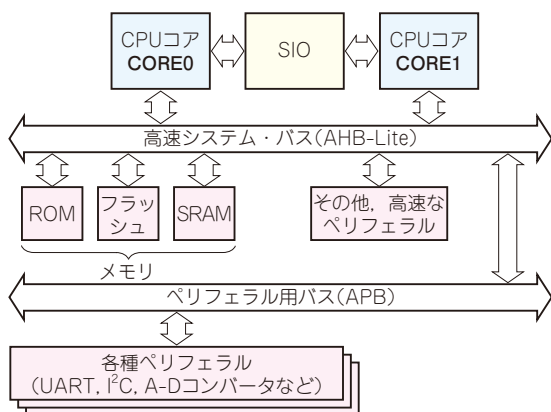 CPUコア
CORE0
SIO
CPUコア
CORE1
高速システム・バス(AHB-Lite)
ROM
フラッ
シュ
SRAM
その他，高速な
ペリフェラル
メモリ
ペリフェラル用バス(APB)
各種ペリフェラル
(UART, I²C, A-Dコンバータなど)